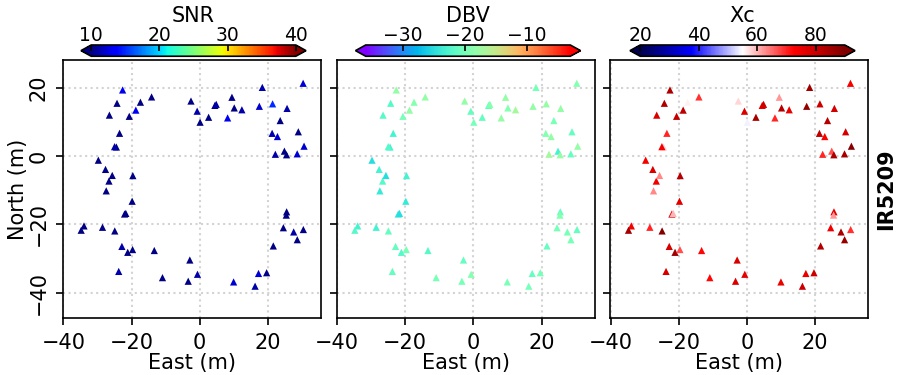 SNR DBV Xc
10 20 30 40 −30 −20 −10 20 40 60 80
20
0
−20
−40
North (m)
IR5209
−40 −20 0 20 −40 −20 0 20 −40 −20 0 20
East (m) East (m) East (m)